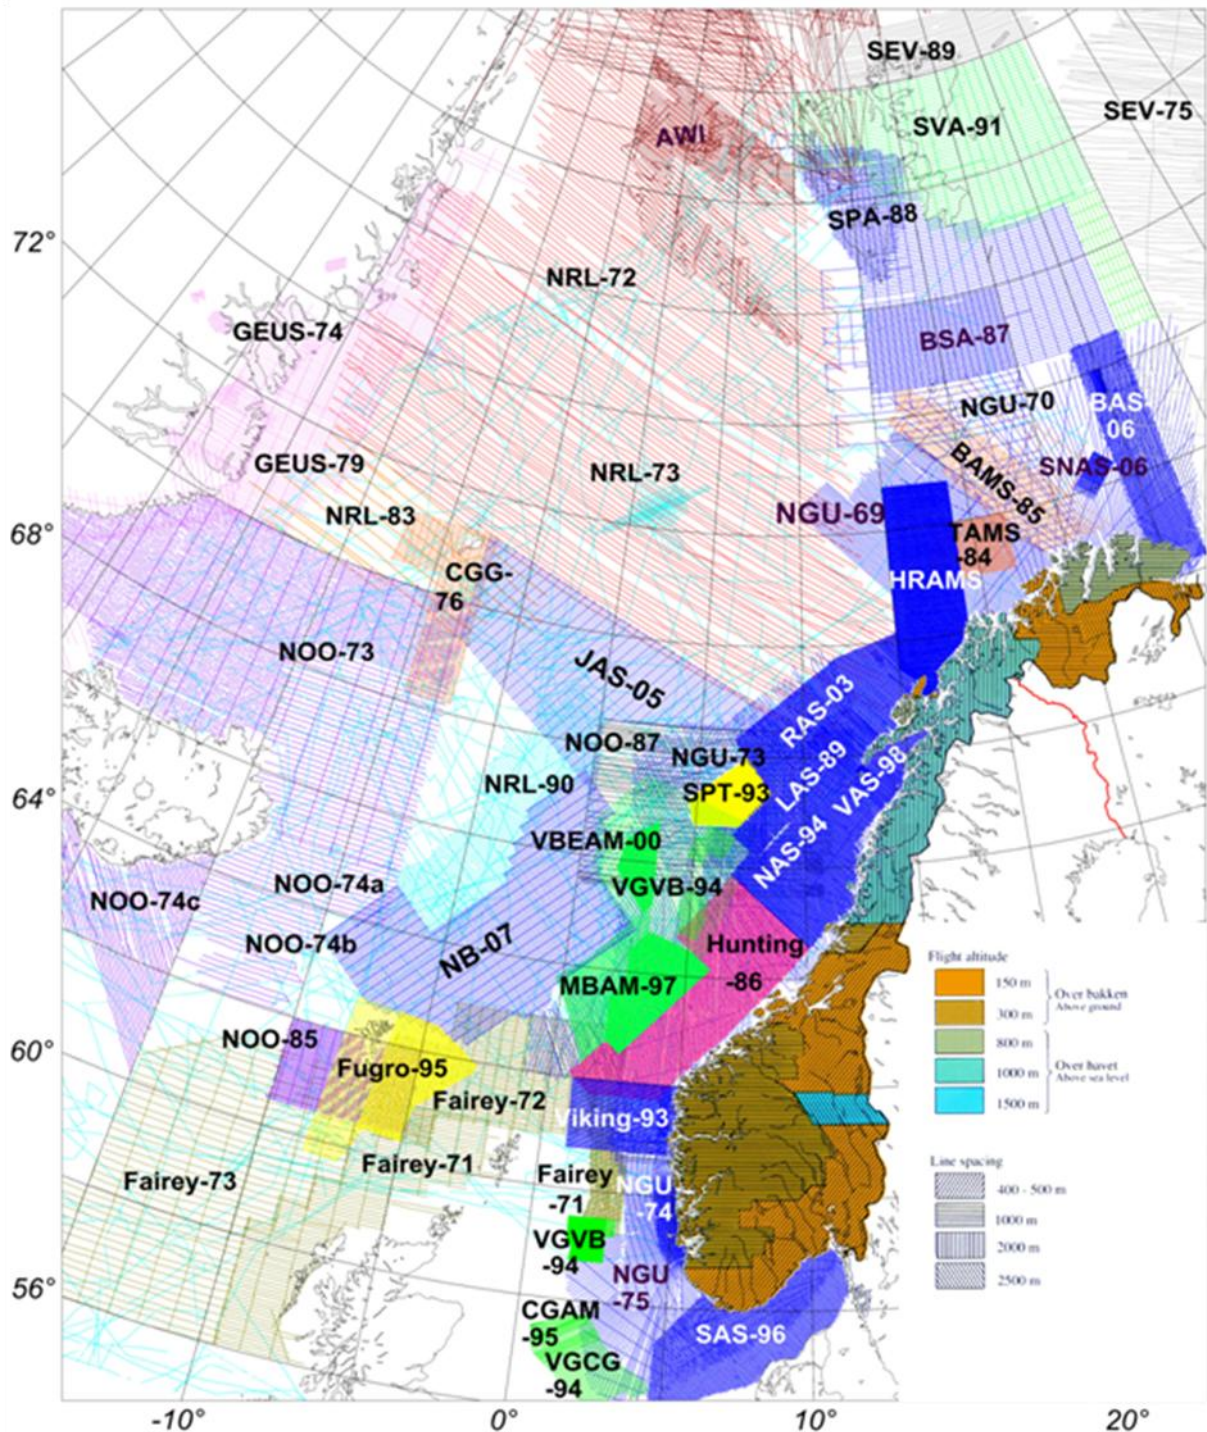 SEV-89
SEV-75
SVA-91
AWI
SPA-88
72°
NRL-72
GEUS-74
BSA-87
NGU-70
BAS-
06
GEUS-79
NRL-73
BAMS-85
SNAS-06
NRL-83
NGU-69
68°
TAMS
-84
CGG-
76
HRAMS
NOO-73
JAS-05
RAS-03
NOO-87
NGU-73
LAS-89
VAS-98
NRL-90
SPT-93
64°
VBEAM-00
NAS-94
NOO-74a
VGVB-94
NOO-74c
NOO-74b
NB-07
Hunting
-86
MBAM-97
Flight altitude
150 m
300 m
Over bakken
Above ground
800 m
1000 m
1500 m
Over havet
Above sea level
60°
NOO-85
Fugro-95
Fairey-72
Viking-93
Fairey-73
Fairey-71
Fairey
-71
NGU
-74
Line spacing
400 - 500 m
1000 m
2000 m
2500 m
VGVB
-94
NGU
-75
56°
CGAM
-95
SAS-96
VGCG
-94
-10°
0°
10°
20°